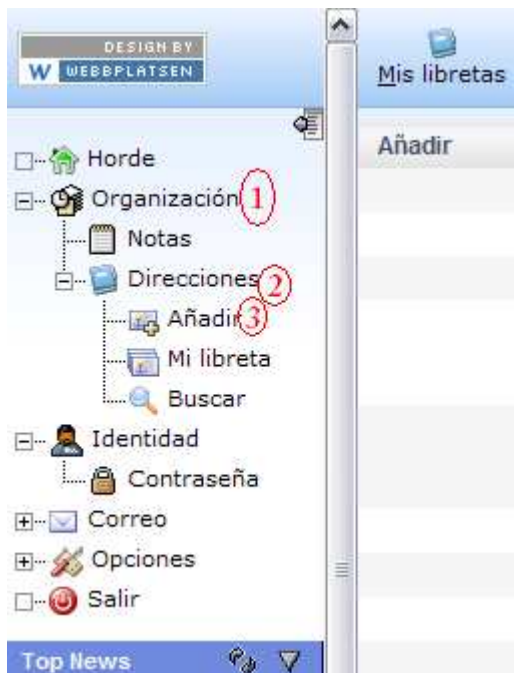 DESIGN BY
W WEBBPLATSEN
Mis libretas
Añadir
Horde
Organización 1
Notas
Direcciones 2
Añadir 3
Mi libreta
Buscar
Identidad
Contraseña
Correo
Opciones
Salir
Top News